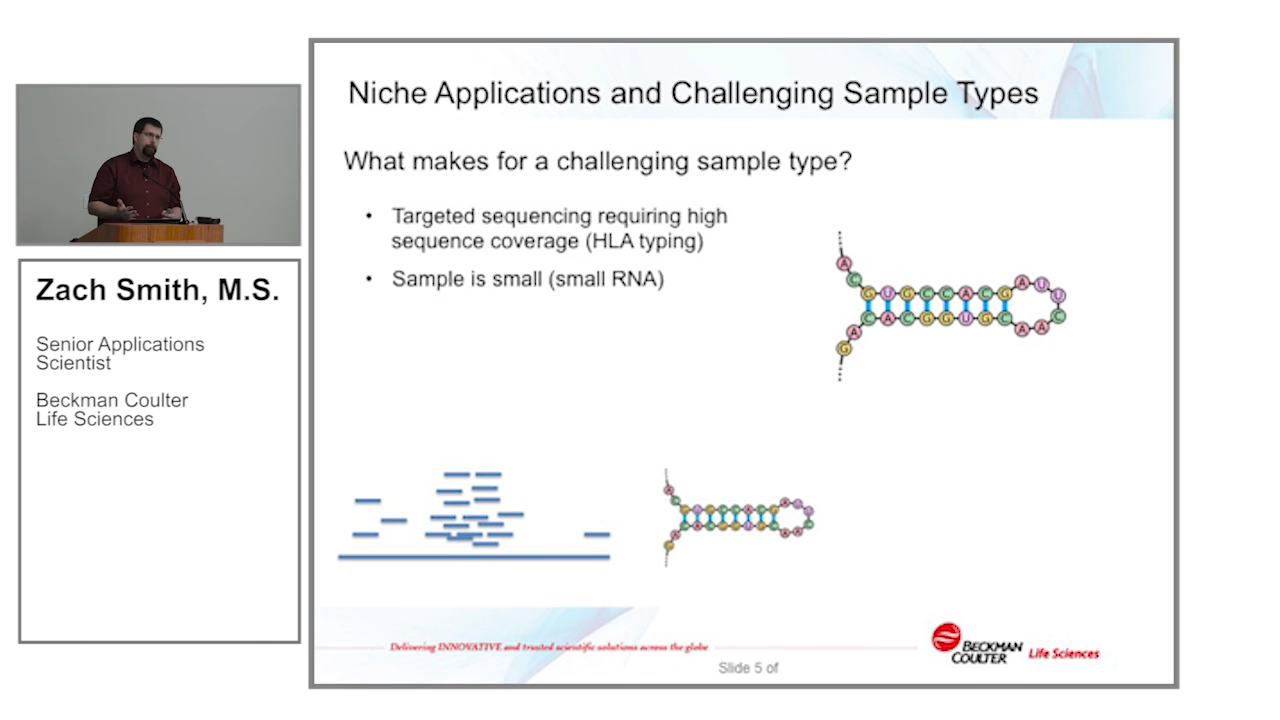 Niche Applications and Challenging Sample Types
What makes for a challenging sample type?
• Targeted sequencing requiring high
sequence coverage (HLA typing)
• Sample is small (small RNA)
A
C
G U G C C A C G A U U
C
C A C G G U G C A A
A
G
A
C
G U G C C A C G A U U
C
C A C G G U G C A A
A
G
Zach Smith, M.S.
Senior Applications
Scientist
Beckman Coulter
Life Sciences
Delivering INNOVATIVE and trusted scientific solutions across the globe
BECKMAN
COULTER Life Sciences
Slide 5 of